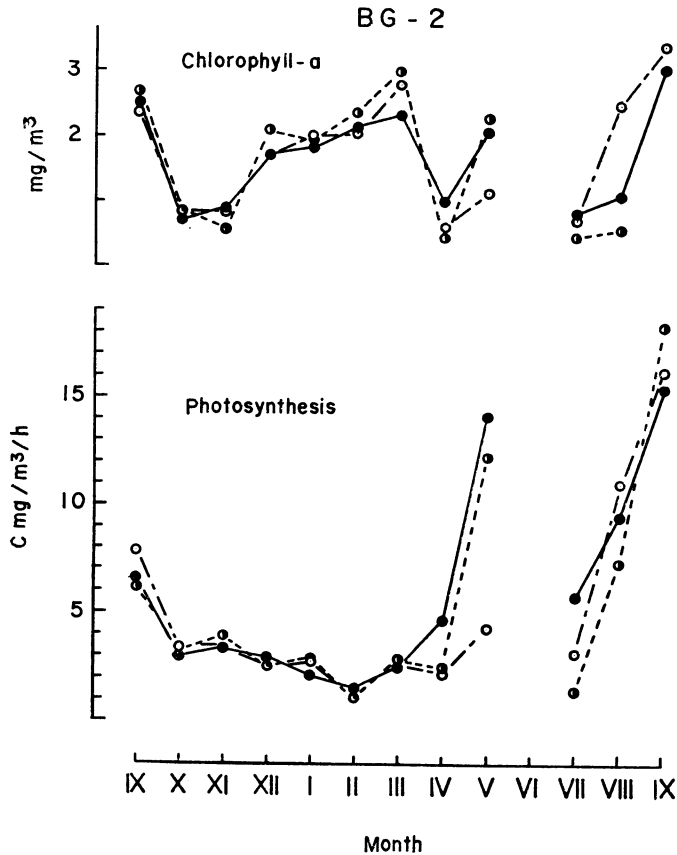 BG-2
Chlorophyll-a
3
2
mg/m³
Photosynthesis
15
10
5
C mg/m³/h
IX X XI XII I II III IV V VI VII VIII IX
Month